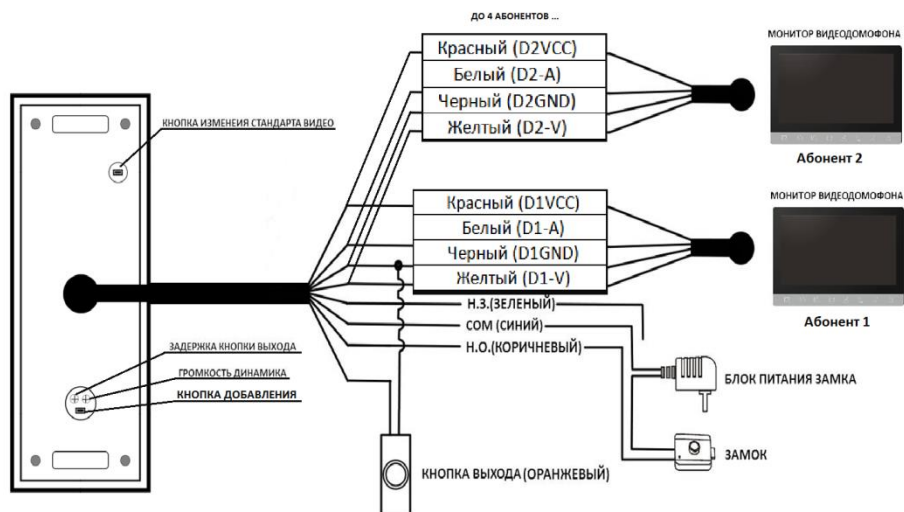 ДО 4 АБОНЕНТОВ ...
МОНИТОР ВИДЕОДОМОФОНА
Красный (D2VCC)
Белый (D2-A)
Черный (D2GND)
Желтый (D2-V)
КНОПКА ИЗМЕНИЯ СТАНДАРТА ВИДЕО
Абонент 2
МОНИТОР ВИДЕОДОМОФОНА
Красный (D1VCC)
Белый (D1-A)
Черный (D1GND)
Желтый (D1-V)
Абонент 1
Н.З.(ЗЕЛЕНЫЙ)
COM (СИНИЙ)
Н.О.(КОРИЧНЕВЫЙ)
ЗАДЕРЖКА КНОПКИ ВЫХОДА
ГРОМКОСТЬ ДИНАМИКА
КНОПКА ДОБАВЛЕНИЯ
БЛОК ПИТАНИЯ ЗАМКА
ЗАМОК
КНОПКА ВЫХОДА (ОРАНЖЕВЫЙ)